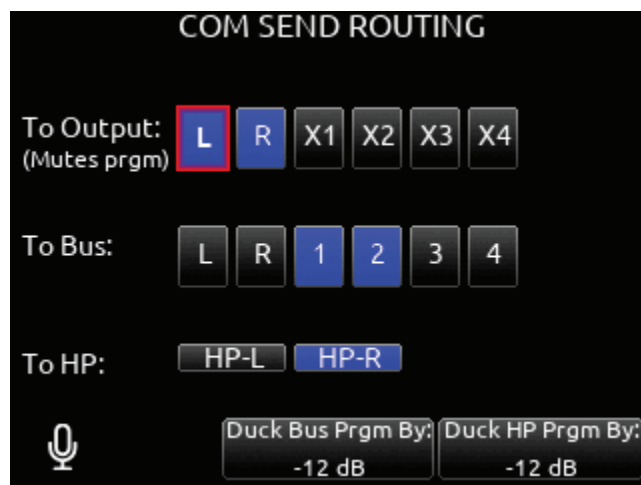 COM SEND ROUTING
To Output: L R X1 X2 X3 X4
(Mutes prgm)
To Bus: L R 1 2 3 4
To HP: HP-L HP-R
Duck Bus Prgm By: Duck HP Prgm By:
-12 dB -12 dB